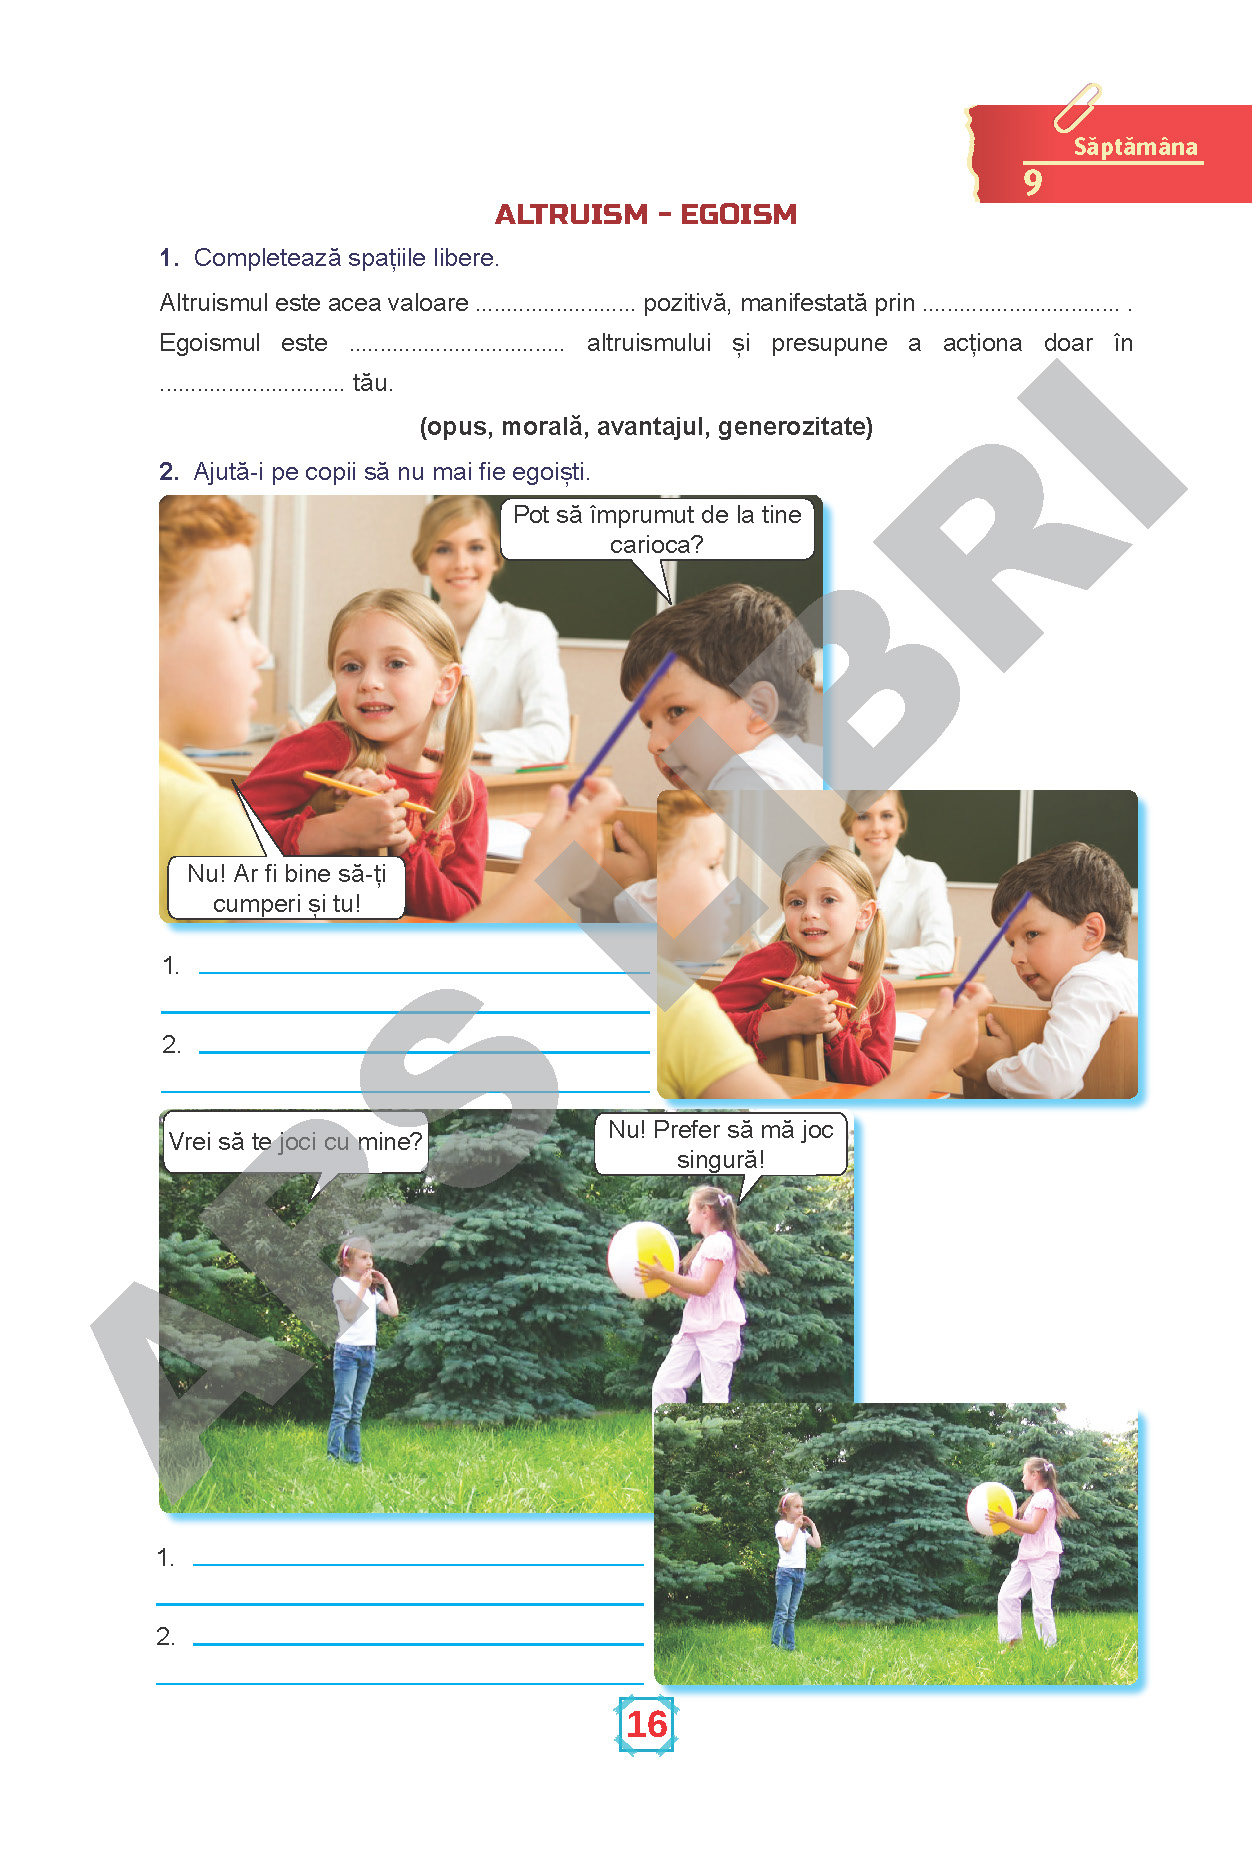 Săptămâna
9
ALTRUISM - EGOISM
1. Completează spațiile libere.
Altruismul este acea valoare .......................... pozitivă, manifestată prin ................................ .
Egoismul este ................................... altruismului și presupune a acționa doar în
.............................. tău.
(opus, morală, avantajul, generozitate)
2. Ajută-i pe copii să nu mai fie egoiști.
Pot să împrumut de la tine
carioca?
Nu! Ar fi bine să-ți
cumperi și tu!
1.
2.
Vrei să te joci cu mine?
Nu! Prefer să mă joc
singură!
1.
2.
16
ARS LIBRI